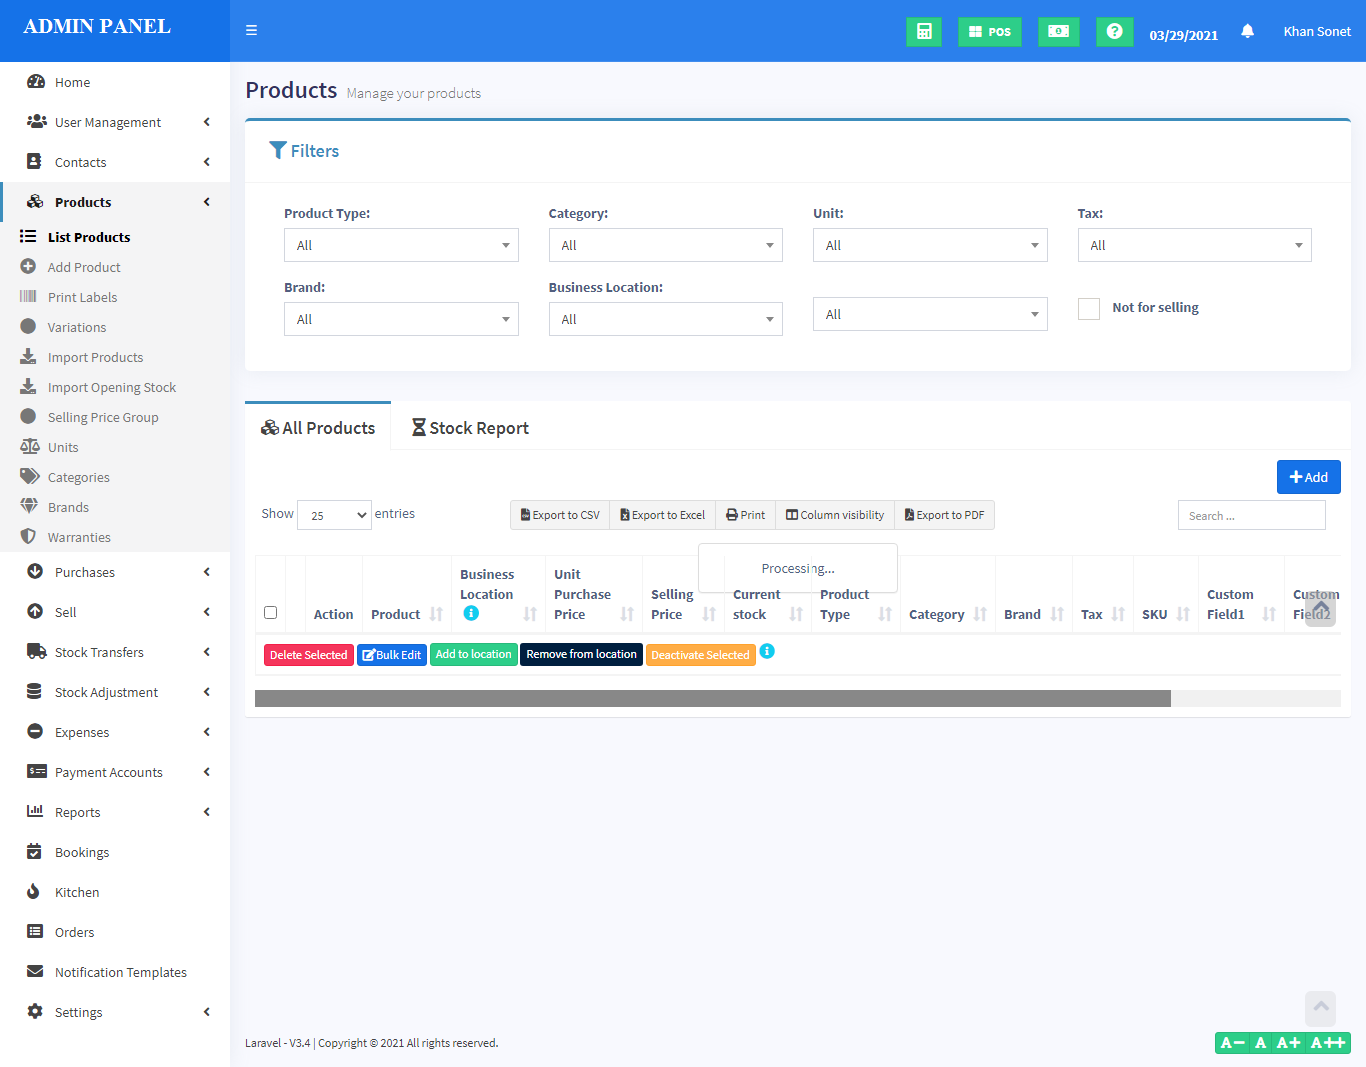 ADMIN PANEL
POS
03/29/2021
Khan Sonet
Home
User Management
Contacts
Products
List Products
Add Product
Print Labels
Variations
Import Products
Import Opening Stock
Selling Price Group
Units
Categories
Brands
Warranties
Purchases
Sell
Stock Transfers
Stock Adjustment
Expenses
Payment Accounts
Reports
Bookings
Kitchen
Orders
Notification Templates
Settings
Products Manage your products
Filters
Product Type: Category: Unit: Tax:
All All All All
Brand: Business Location:
All All All Not for selling
All Products Stock Report
Add
Show 25 entries Export to CSV Export to Excel Print Column visibility Export to PDF Search ...
Processing...
Action
Product
Business Location
Unit Purchase Price
Selling Price
Current stock
Product Type
Category
Brand
Tax
SKU
Custom Field1
Custom Field2
Delete Selected Bulk Edit Add to location Remove from location Deactivate Selected
Laravel - V3.4 | Copyright © 2021 All rights reserved.
A− A A+ A++